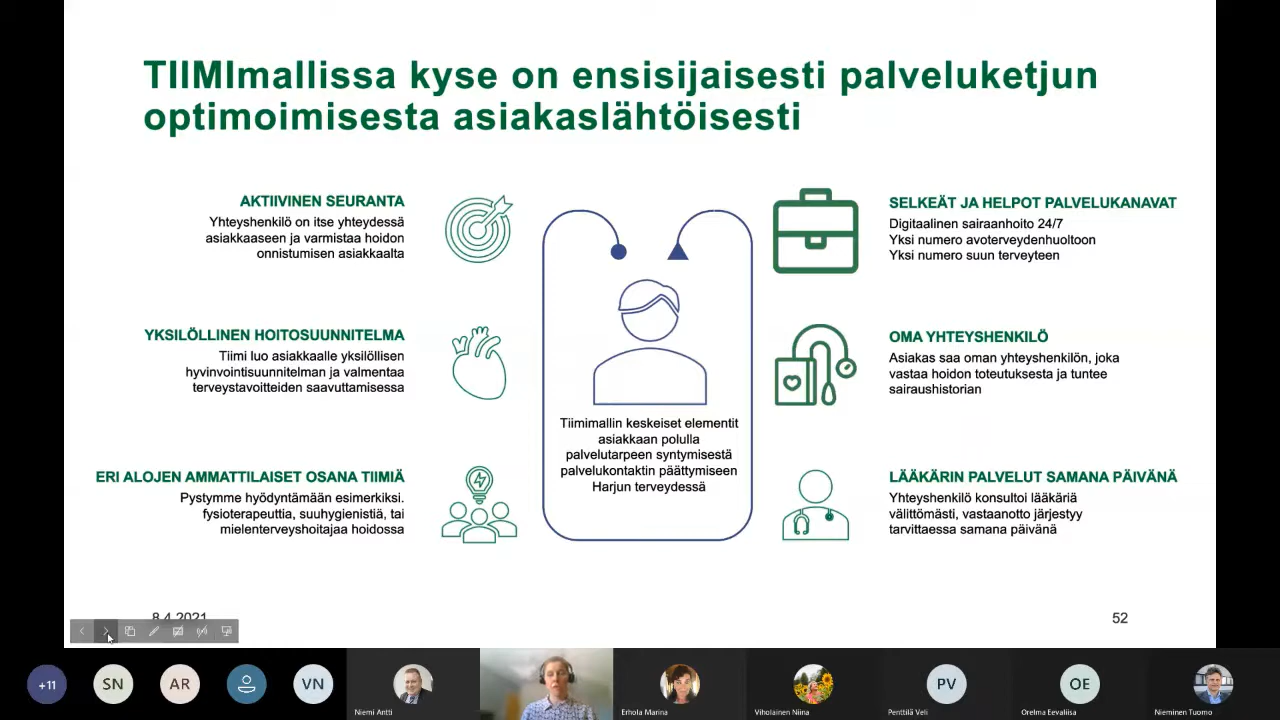 TIIMImallissa kyse on ensisijaisesti palveluketjun
optimoimisesta asiakaslähtöisesti
AKTIIVINEN SEURANTA
Yhteyshenkilö on itse yhteydessä
asiakkaaseen ja varmistaa hoidon
onnistumisen asiakkaalta
YKSILÖLLINEN HOITOSUUNNITELMA
Tiimi luo asiakkaalle yksilöllisen
hyvinvointisuunnitelman ja valmentaa
terveystavoitteiden saavuttamisessa
ERI ALOJEN AMMATTILAISET OSANA TIIMIÄ
Pystymme hyödyntämään esimerkiksi.
fysioterapeuttia, suuhygienistiä, tai
mielenterveyshoitajaa hoidossa
Tiimimallin keskeiset elementit
asiakkaan polulla
palvelutarpeen syntymisestä
palvelukontaktin päättymiseen
Harjun terveydessä
SELKEÄT JA HELPOT PALVELUKANAVAT
Digitaalinen sairaanhoito 24/7
Yksi numero avoterveydenhuoltoon
Yksi numero suun terveyteen
OMA YHTEYSHENKILÖ
Asiakas saa oman yhteyshenkilön, joka
vastaa hoidon toteutuksesta ja tuntee
sairaushistorian
LÄÄKÄRIN PALVELUT SAMANA PÄIVÄNÄ
Yhteyshenkilö konsultoi lääkäriä
välittömästi, vastaanotto järjestyy
tarvittaessa samana päivänä
8.4.2021
52
+11
SN
AR
VN
Niemi Antti
Erhola Marina
Viholainen Niina
PV
Penttilä Veli
OE
Orelma Eevaliisa
Nieminen Tuomo